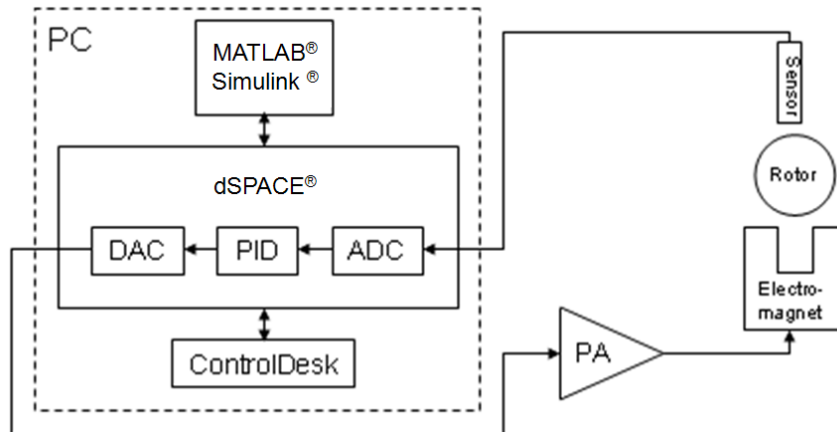 PC
MATLAB®
Simulink ®
dSPACE®
DAC
PID
ADC
ControlDesk
PA
Sensor
Rotor
Electro-
magnet